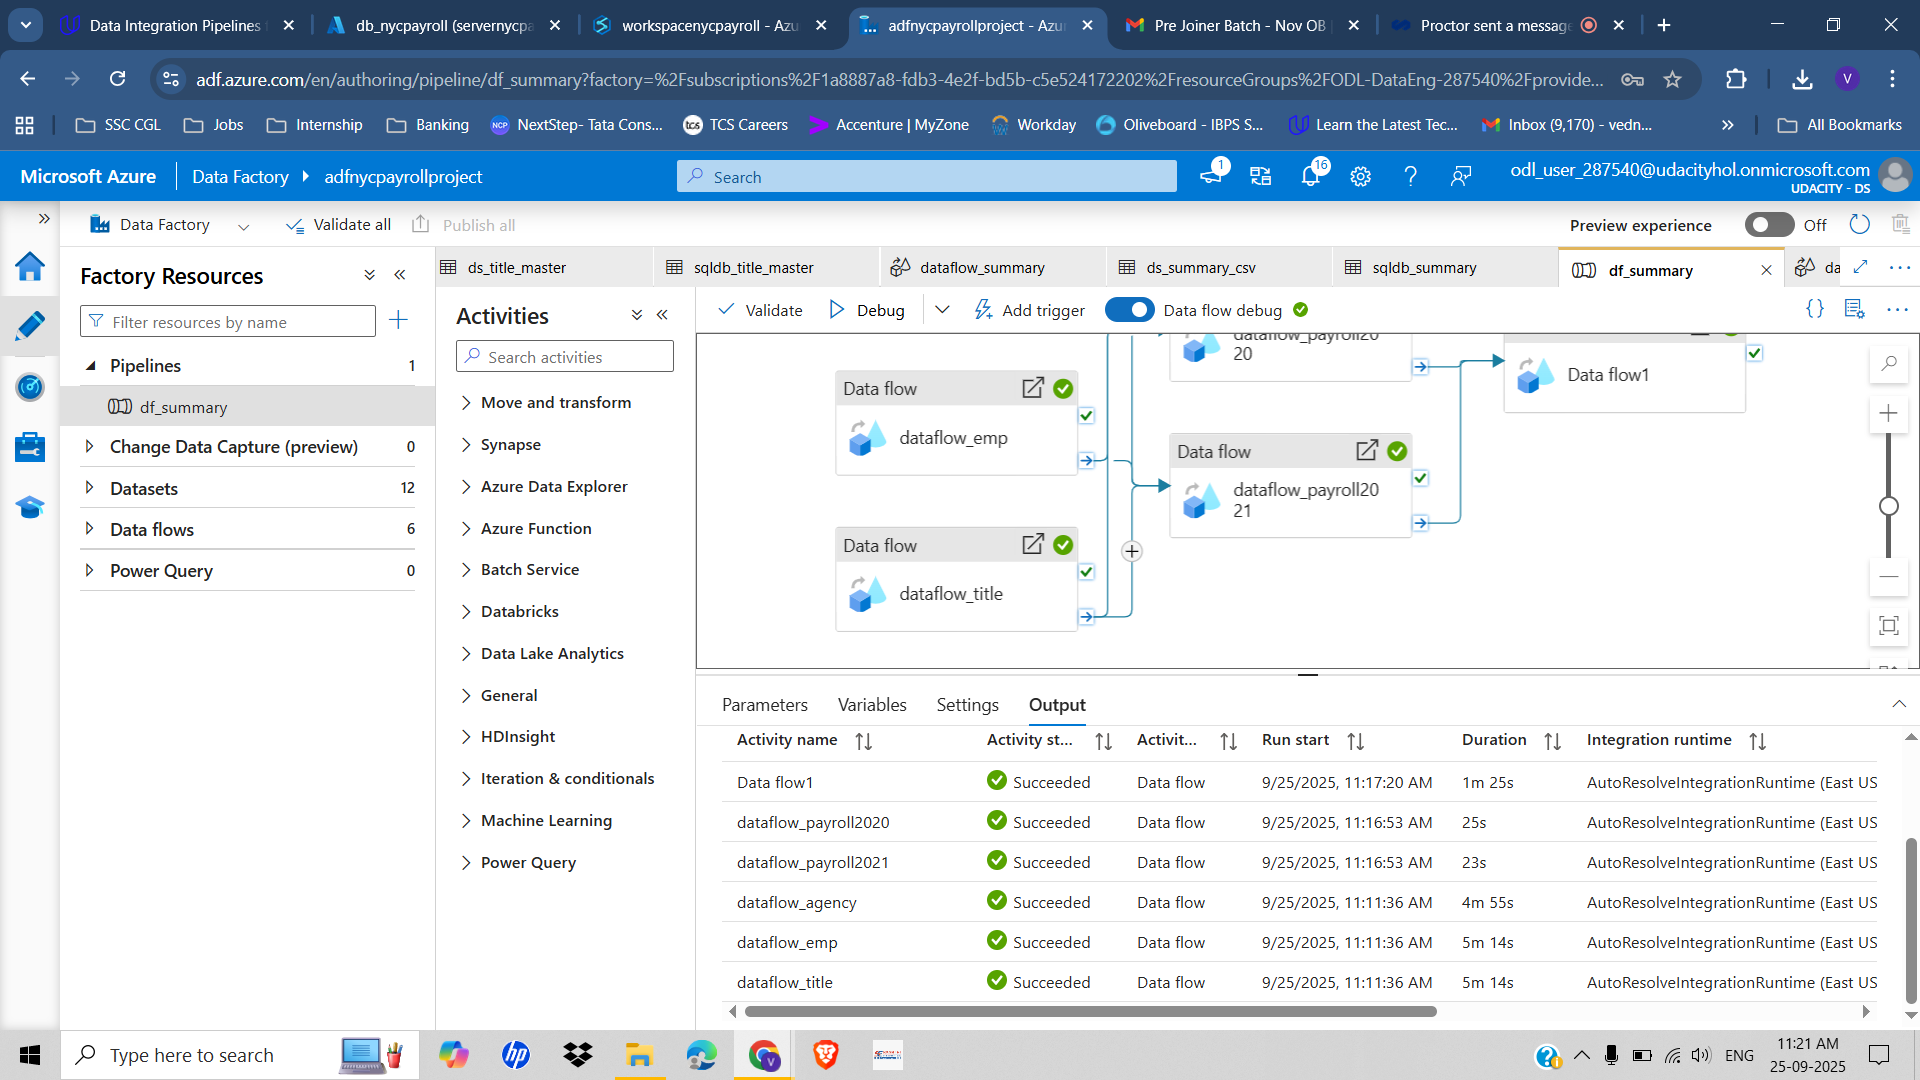 Data Integration Pipelines
db_nycpayroll (servernycpa
workspacenycpayroll - Azu
adfnycpayrollproject - Azu
Pre Joiner Batch - Nov OB
Proctor sent a message
adf.azure.com/en/authoring/pipeline/df_summary?factory=%2Fsubscriptions%2F1a8887a8-fdb3-4e2f-bd5b-c5e524172202%2FresourceGroups%2FODL-DataEng-287540%2Fprovide...
V
SSC CGL
Jobs
Internship
Banking
NextStep- Tata Cons...
TCS Careers
Accenture | MyZone
Workday
Oliveboard - IBPS S...
Learn the Latest Tec...
Inbox (9,170) - vedn...
All Bookmarks
Microsoft Azure
Data Factory
adfnycpayrollproject
Search
1
16
odl_user_287540@udacityhol.onmicrosoft.com
UDACITY - DS
Data Factory
Validate all
Publish all
Preview experience
Off
Factory Resources
Filter resources by name
Pipelines 1
df_summary
Change Data Capture (preview) 0
Datasets 12
Data flows 6
Power Query 0
ds_title_master
sqldb_title_master
dataflow_summary
ds_summary_csv
sqldb_summary
df_summary
da
Activities
Search activities
Move and transform
Synapse
Azure Data Explorer
Azure Function
Batch Service
Databricks
Data Lake Analytics
General
HDInsight
Iteration & conditionals
Machine Learning
Power Query
Validate
Debug
Add trigger
Data flow debug
Data flow
dataflow_emp
Data flow
dataflow_title
dataflow_payroll20
20
Data flow
dataflow_payroll20
21
Data flow1
Parameters Variables Settings Output
Activity name Activity st... Activit... Run start Duration Integration runtime
Data flow1 Succeeded Data flow 9/25/2025, 11:17:20 AM 1m 25s AutoResolveIntegrationRuntime (East US
dataflow_payroll2020 Succeeded Data flow 9/25/2025, 11:16:53 AM 25s AutoResolveIntegrationRuntime (East US
dataflow_payroll2021 Succeeded Data flow 9/25/2025, 11:16:53 AM 23s AutoResolveIntegrationRuntime (East US
dataflow_agency Succeeded Data flow 9/25/2025, 11:11:36 AM 4m 55s AutoResolveIntegrationRuntime (East US
dataflow_emp Succeeded Data flow 9/25/2025, 11:11:36 AM 5m 14s AutoResolveIntegrationRuntime (East US
dataflow_title Succeeded Data flow 9/25/2025, 11:11:36 AM 5m 14s AutoResolveIntegrationRuntime (East US
Type here to search
ENG
11:21 AM
25-09-2025